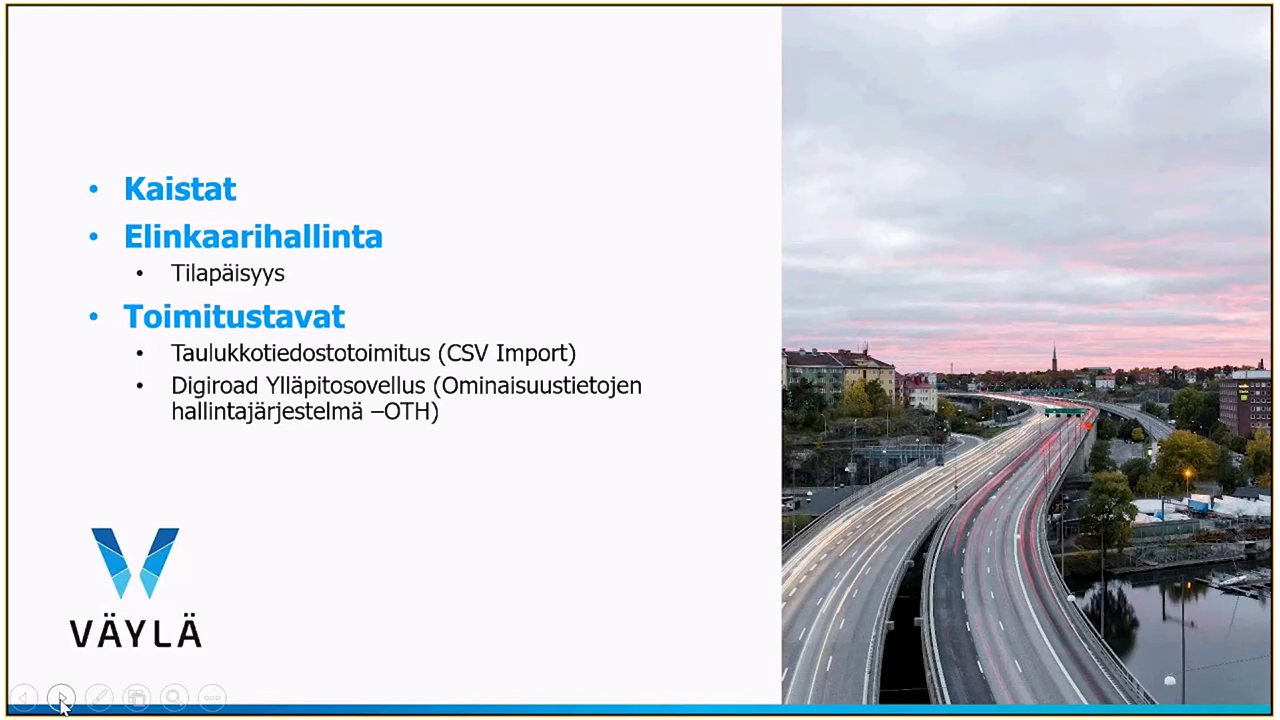 • Kaistat
• Elinkaarihallinta
• Tilapäisyys
• Toimitustavat
• Taulukkotiedostotoimitus (CSV Import)
• Digiroad Ylläpitosovellus (Ominaisuustietojen
hallintajärjestelmä –OTH)
VÄYLÄ